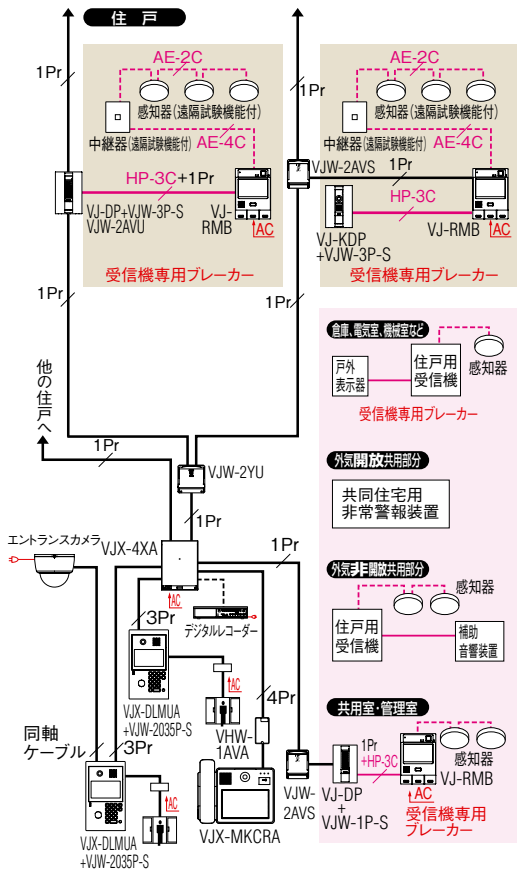 住 戸
1Pr
AE-2C
感知器(遠隔試験機能付)
中継器(遠隔試験機能付)
AE-4C
HP-3C+1Pr
VJ-DP+VJW-3P-S
VJW-2AVU
VJ-
RMB
AC
受信機専用ブレーカー
1Pr
1Pr
AE-2C
感知器(遠隔試験機能付)
中継器(遠隔試験機能付)
AE-4C
VJW-2AVS
1Pr
HP-3C
VJ-KDP
+VJW-3P-S
VJ-RMB
AC
受信機専用ブレーカー
1Pr
他の住戸へ
1Pr
VJW-2YU
1Pr
VJX-4XA
AC
1Pr
エントランスカメラ
デジタルレコーダー
3Pr
4Pr
VJX-DLMUA
+VJW-2035P-S
AC
VHW-
1AVA
同軸
ケーブル
3Pr
VJX-DLMUA
+VJW-2035P-S
AC
VJX-MKCRA
VJW-
2AVS
倉庫、電気室、機械室など
戸外
表示器
住戸用
受信機
感知器
受信機専用ブレーカー
外気開放共用部分
共同住宅用
非常警報装置
外気非開放共用部分
感知器
住戸用
受信機
補助
音響装置
共用室・管理室
1Pr
+HP-3C
感知器
VJ-RMB
VJ-DP
+
VJW-1P-S
AC
受信機専用
ブレーカー